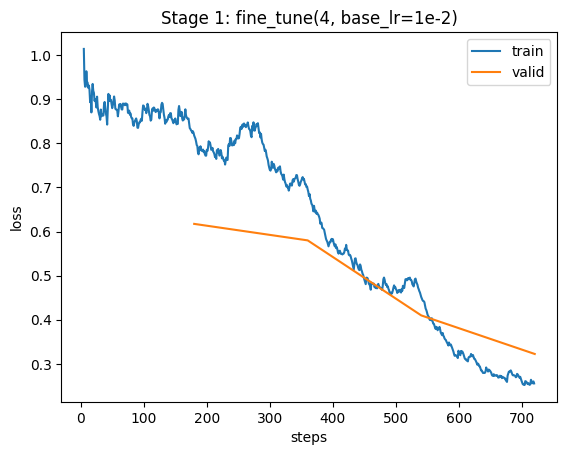 Stage 1: fine_tune(4, base_lr=1e-2)
train
valid
1.0
0.9
0.8
0.7
0.6
0.5
0.4
0.3
loss
0 100 200 300 400 500 600 700
steps